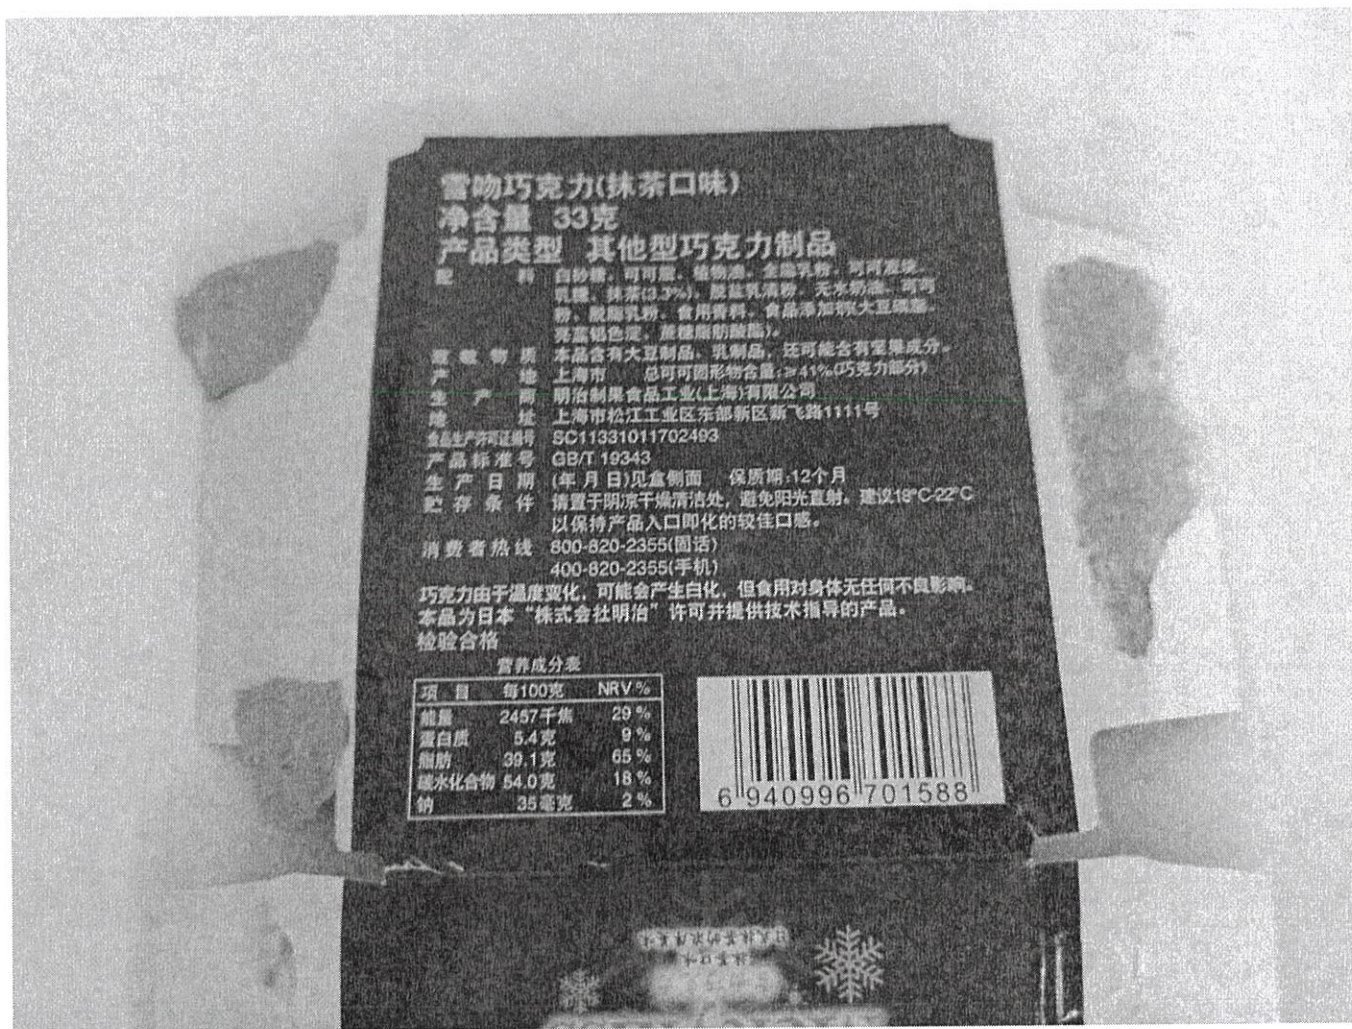 雪吻巧克力(抹茶口味)
净含量 33克
产品类型 其他型巧克力制品
配料 白砂糖、可可脂、植物油、全脂乳粉、可可液块、
乳糖、抹茶(3.3%)、脱盐乳清粉、无水奶油、可可
粉、脱脂乳粉、食用香料、食品添加剂(大豆磷脂、
亮蓝铝色淀、蔗糖脂肪酸酯)。
致敏物质 本品含有大豆制品、乳制品，还可能含有坚果成分。
产地 上海市 总可可固形物含量:≥41%(巧克力部分)
生产商 明治制果食品工业(上海)有限公司
地址 上海市松江工业区东部新区新飞路1111号
食品生产许可证编号 SC11331011702493
产品标准号 GB/T 19343
生产日期 (年月日)见盒侧面 保质期:12个月
贮存条件 请置于阴凉干燥清洁处，避免阳光直射。建议18°C-22°C
以保持产品入口即化的较佳口感。
消费者热线 800-820-2355(固话)
400-820-2355(手机)
巧克力由于温度变化，可能会产生白化，但食用对身体无任何不良影响。
本品为日本“株式会社明治”许可并提供技术指导的产品。
检验合格
营养成分表
项目 每100克 NRV%
能量 2457千焦 29%
蛋白质 5.4克 9%
脂肪 39.1克 65%
碳水化合物 54.0克 18%
钠 35毫克 2%
6 940996 701588
抹茶口味